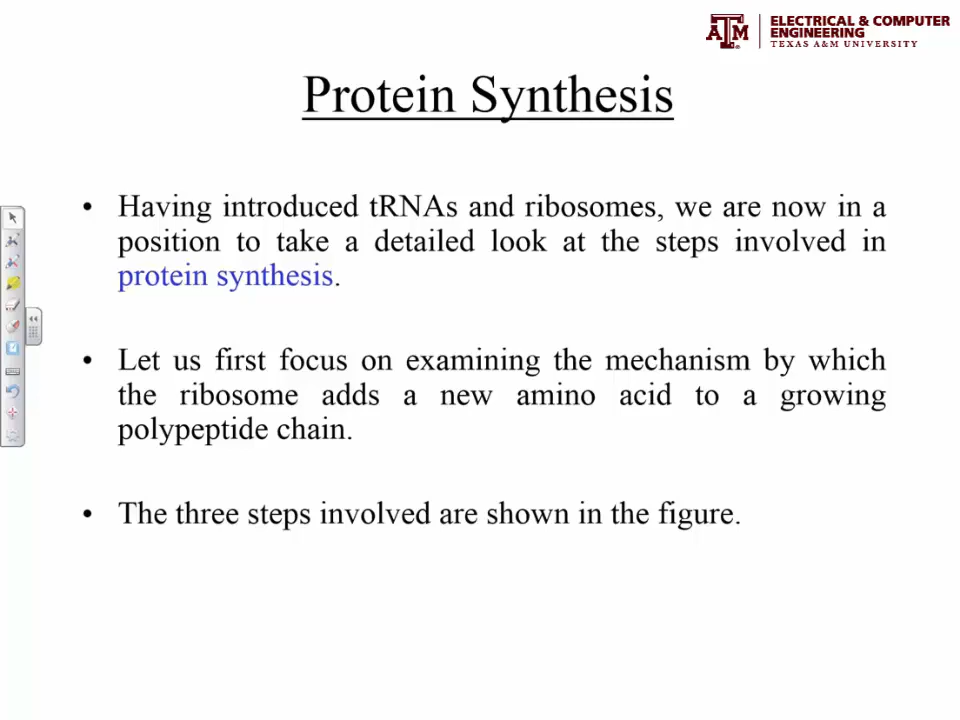 ELECTRICAL & COMPUTER
ENGINEERING
TEXAS A&M UNIVERSITY
Protein Synthesis
• Having introduced tRNAs and ribosomes, we are now in a
position to take a detailed look at the steps involved in
protein synthesis.
• Let us first focus on examining the mechanism by which
the ribosome adds a new amino acid to a growing
polypeptide chain.
• The three steps involved are shown in the figure.